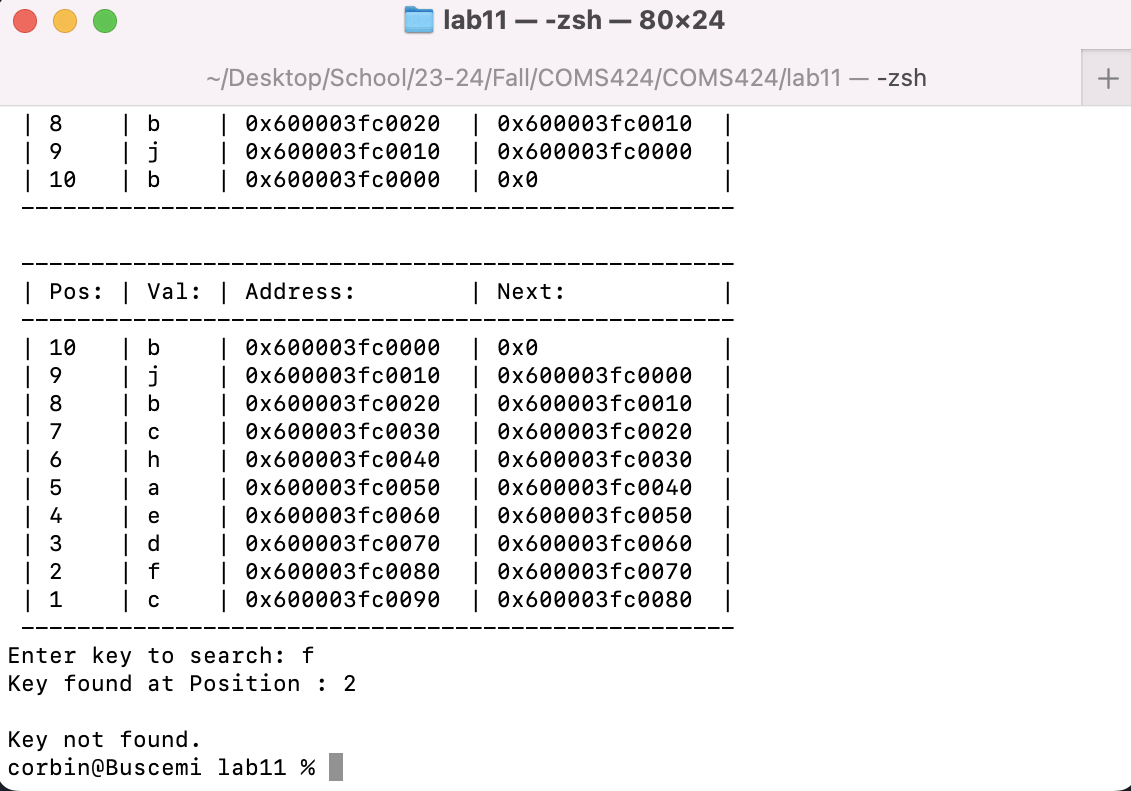 lab11 — -zsh — 80×24
~/Desktop/School/23-24/Fall/COMS424/COMS424/lab11 — -zsh +
| 8    | b    | 0x600003fc0020  | 0x600003fc0010  |
| 9    | j    | 0x600003fc0010  | 0x600003fc0000  |
| 10   | b    | 0x600003fc0000  | 0x0             |
---------------------------------------------------
---------------------------------------------------
| Pos: | Val: | Address:        | Next:           |
---------------------------------------------------
| 10   | b    | 0x600003fc0000  | 0x0             |
| 9    | j    | 0x600003fc0010  | 0x600003fc0000  |
| 8    | b    | 0x600003fc0020  | 0x600003fc0010  |
| 7    | c    | 0x600003fc0030  | 0x600003fc0020  |
| 6    | h    | 0x600003fc0040  | 0x600003fc0030  |
| 5    | a    | 0x600003fc0050  | 0x600003fc0040  |
| 4    | e    | 0x600003fc0060  | 0x600003fc0050  |
| 3    | d    | 0x600003fc0070  | 0x600003fc0060  |
| 2    | f    | 0x600003fc0080  | 0x600003fc0070  |
| 1    | c    | 0x600003fc0090  | 0x600003fc0080  |
---------------------------------------------------
Enter key to search: f
Key found at Position : 2
Key not found.
corbin@Buscemi lab11 %